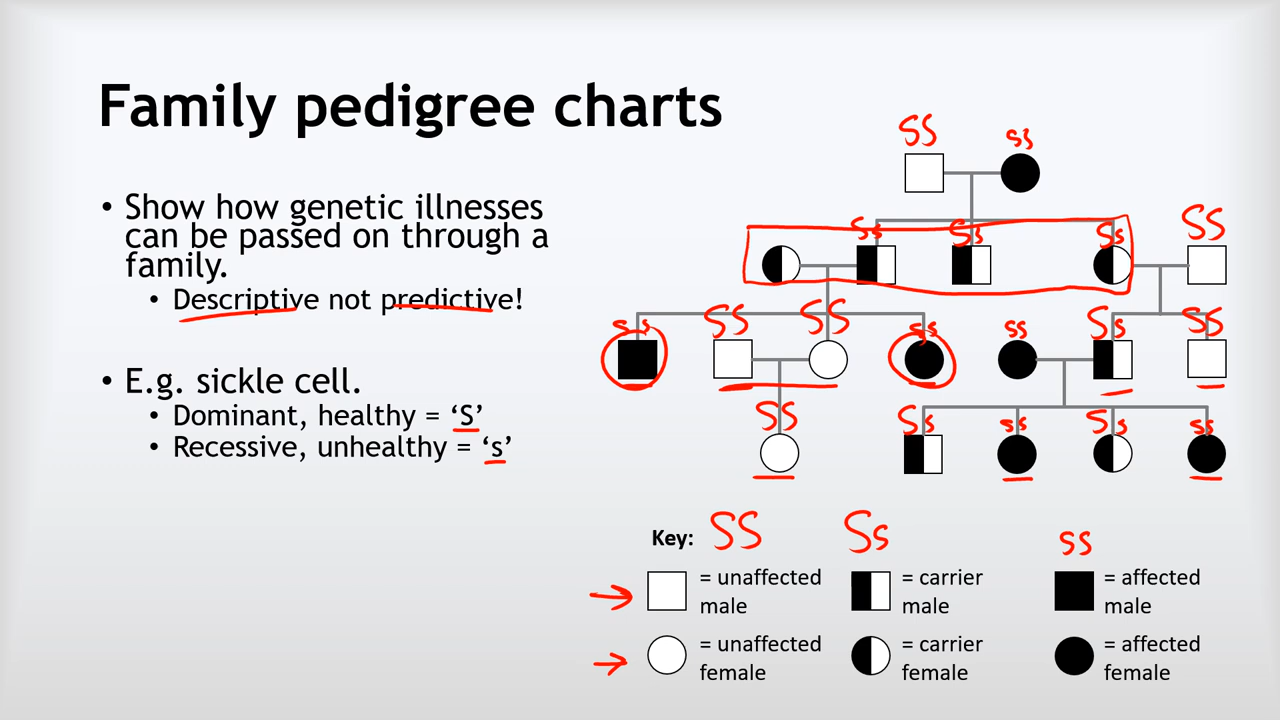 Family pedigree charts
SS ss
• Show how genetic illnesses
can be passed on through a
family.
• Descriptive not predictive!
Ss Ss Ss SS
ss SS SS ss ss Ss SS
• E.g. sickle cell.
• Dominant, healthy = ‘S’
• Recessive, unhealthy = ‘s’
SS Ss ss Ss ss
Key: SS Ss ss
= unaffected
male
= carrier
male
= affected
male
= unaffected
female
= carrier
female
= affected
female